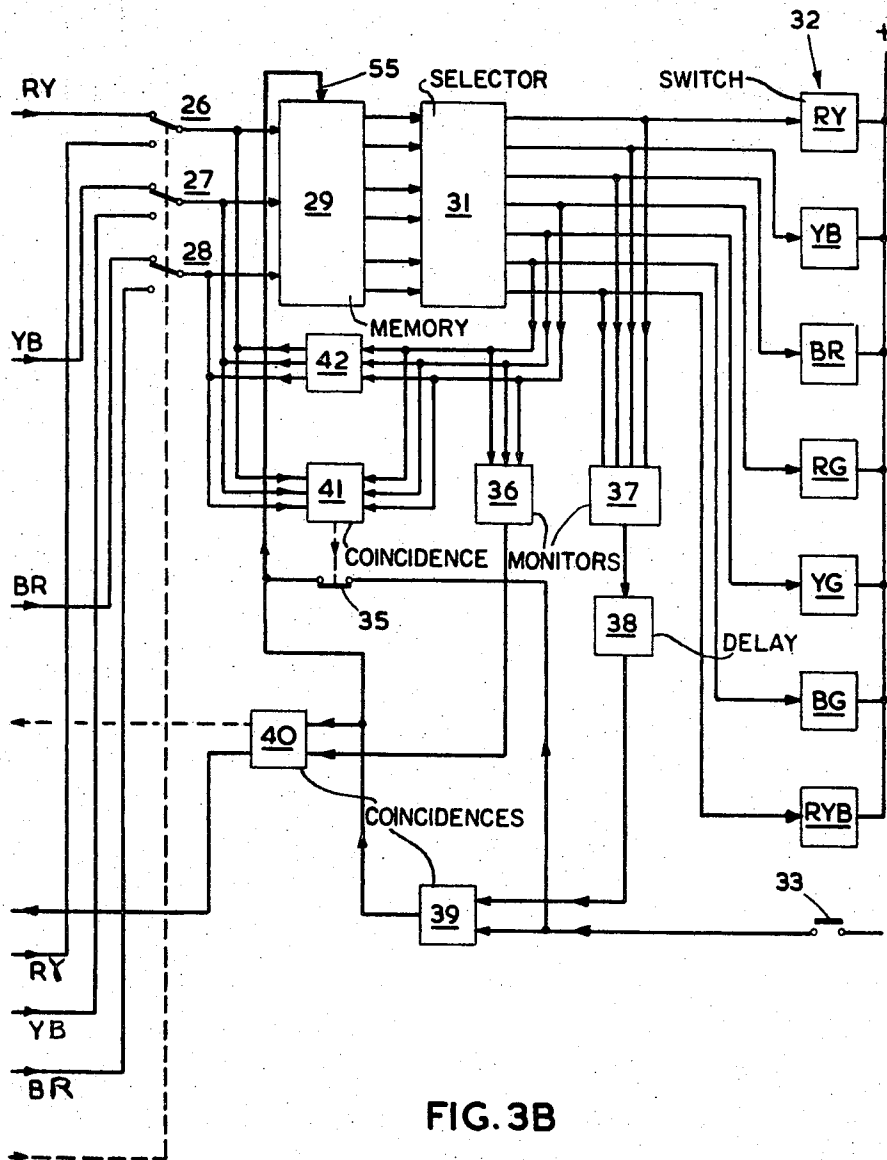 32
+
55
SELECTOR
SWITCH
RY
26
RY
27
29
31
28
YB
MEMORY
YB
42
BR
41
36
37
RG
COINCIDENCE
MONITORS
BR
35
38
YG
DELAY
40
BG
COINCIDENCES
RYB
33
39
RY
YB
BR
FIG. 3B